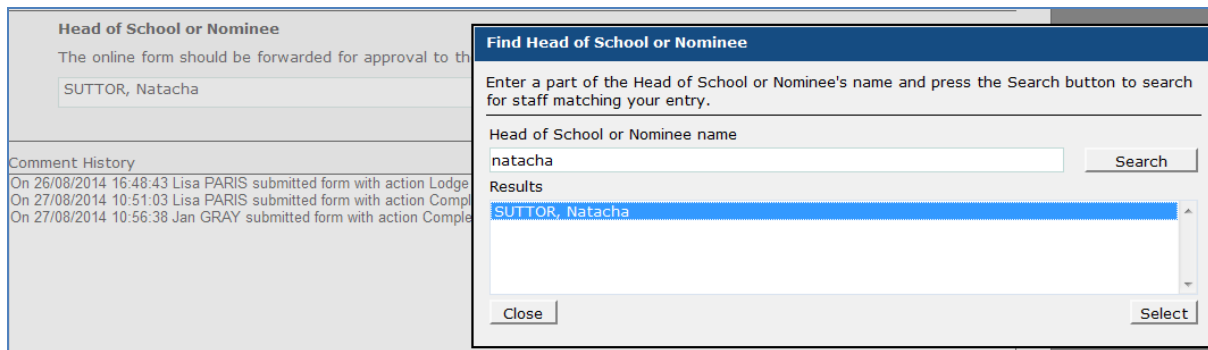 Head of School or Nominee
The online form should be forwarded for approval to th
SUTTOR, Natacha
Comment History
On 26/08/2014 16:48:43 Lisa PARIS submitted form with action Lodge
On 27/08/2014 10:51:03 Lisa PARIS submitted form with action Compl
On 27/08/2014 10:56:38 Jan GRAY submitted form with action Comple
Find Head of School or Nominee
Enter a part of the Head of School or Nominee's name and press the Search button to search
for staff matching your entry.
Head of School or Nominee name
natacha
Search
Results
SUTTOR, Natacha
Close
Select